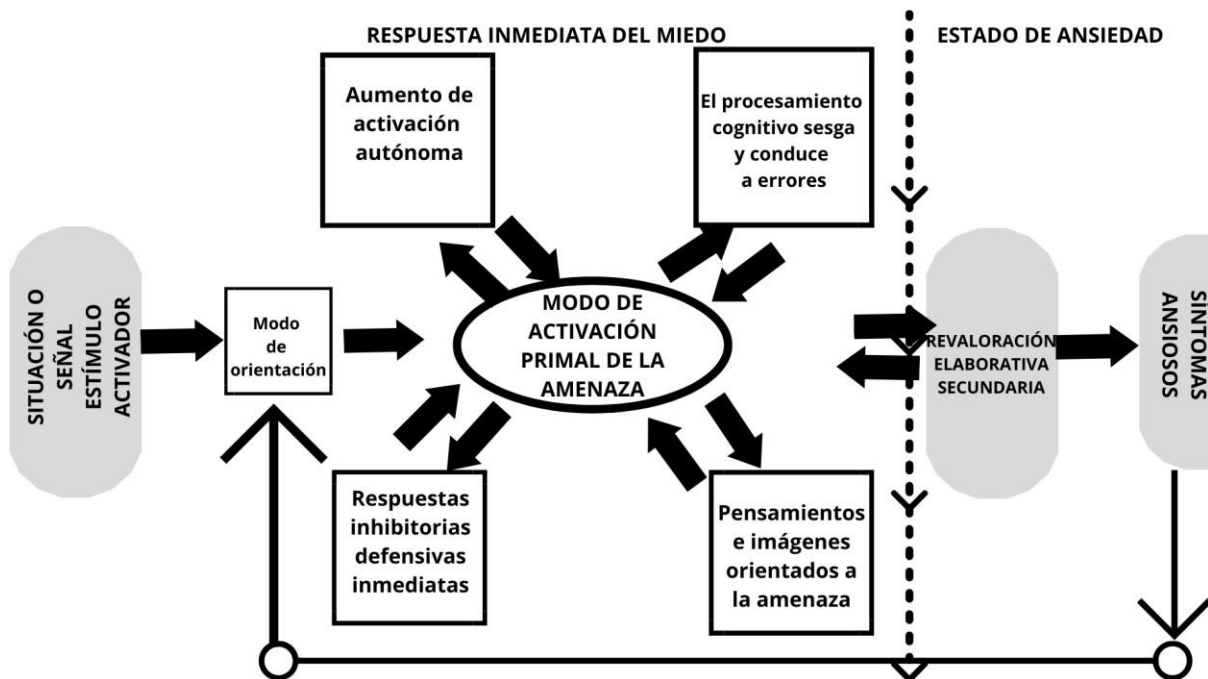 RESPUESTA INMEDIATA DEL MIEDO
ESTADO DE ANSIEDAD
Aumento de
activación
autónoma
El procesamiento
cognitivo sesga
y conduce
a errores
SITUACIÓN O
SEÑAL
ESTÍMULO
ACTIVADOR
Modo
de
orientación
MODO DE
ACTIVACIÓN
PRIMAL DE LA
AMENAZA
REVALORACIÓN
ELABORATIVA
SECUNDARIA
SÍNTOMAS
ANSIOSOS
Respuestas
inhibitorias
defensivas
inmediatas
Pensamientos
e imágenes
orientados a
la amenaza